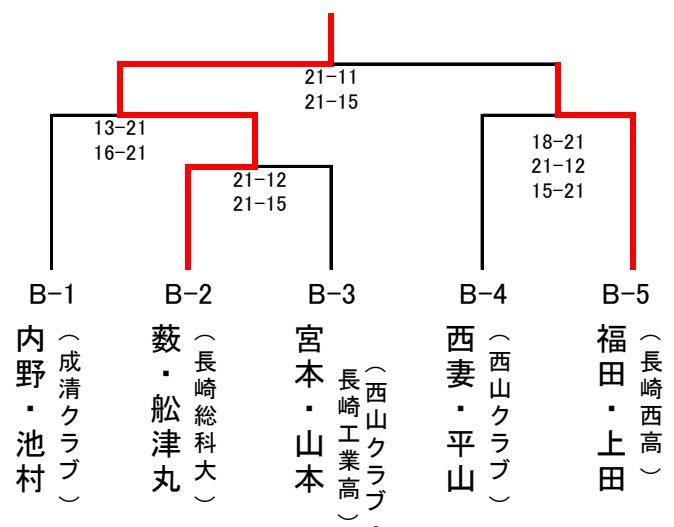 21-11
21-15
13-21
16-21
18-21
21-12
15-21
21-12
21-15
B-1
B-2
B-3
B-4
B-5
内野・池村
（成清クラブ）
藪・舩津丸
（長崎総科大）
宮本・山本
（西山クラブ・
長崎工業高）
西妻・平山
（西山クラブ）
福田・上田
（長崎西高）